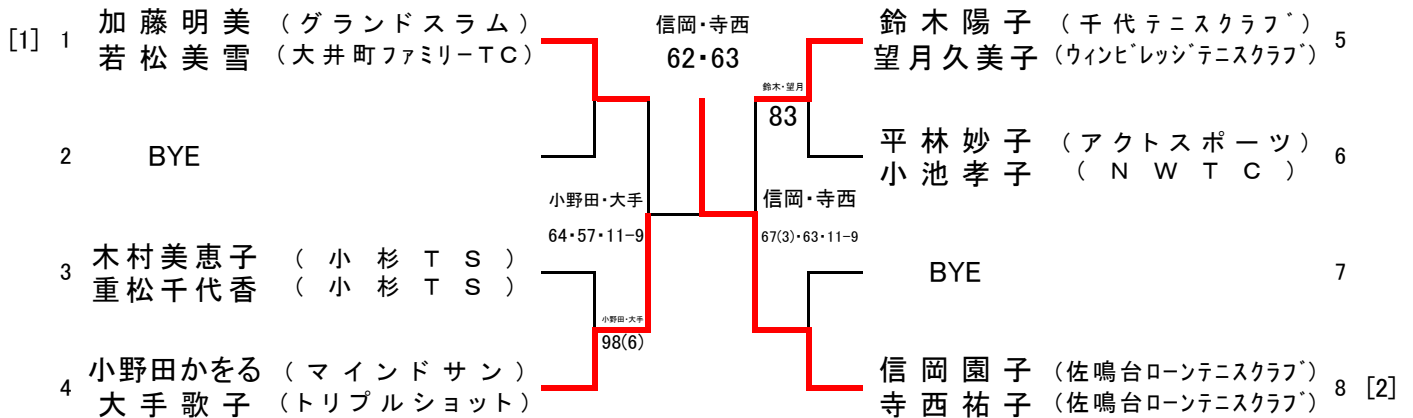 [1] 1 加藤明美 (グランドスラム)
若松美雪 (大井町ファミリーTC)
2 BYE
小野田・大手
64・57・11-9
3 木村美恵子 (小杉TS)
重松千代香 (小杉TS)
小野田・大手
98(6)
4 小野田かをる (マインドサン)
大手歌子 (トリプルショット)
信岡・寺西
62・63
鈴木陽子 (千代テニスクラブ) 5
望月久美子 (ウィンビレッジテニスクラブ)
鈴木・望月
83
平林妙子 (アクトスポーツ) 6
小池孝子 (NWTC)
信岡・寺西
67(3)・63・11-9
BYE 7
信岡園子 (佐鳴台ローンテニスクラブ) 8 [2]
寺西祐子 (佐鳴台ローンテニスクラブ)